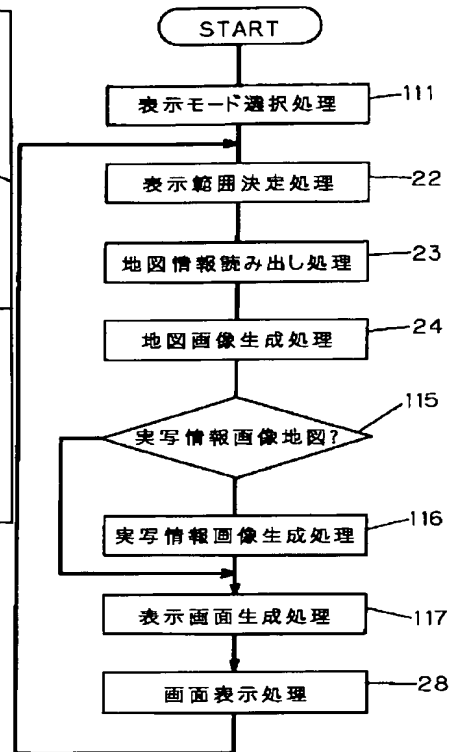 START
表示モード選択処理
111
表示範囲決定処理
22
地図情報読み出し処理
23
地図画像生成処理
24
実写情報画像地図?
115
実写情報画像生成処理
116
表示画面生成処理
117
画面表示処理
28